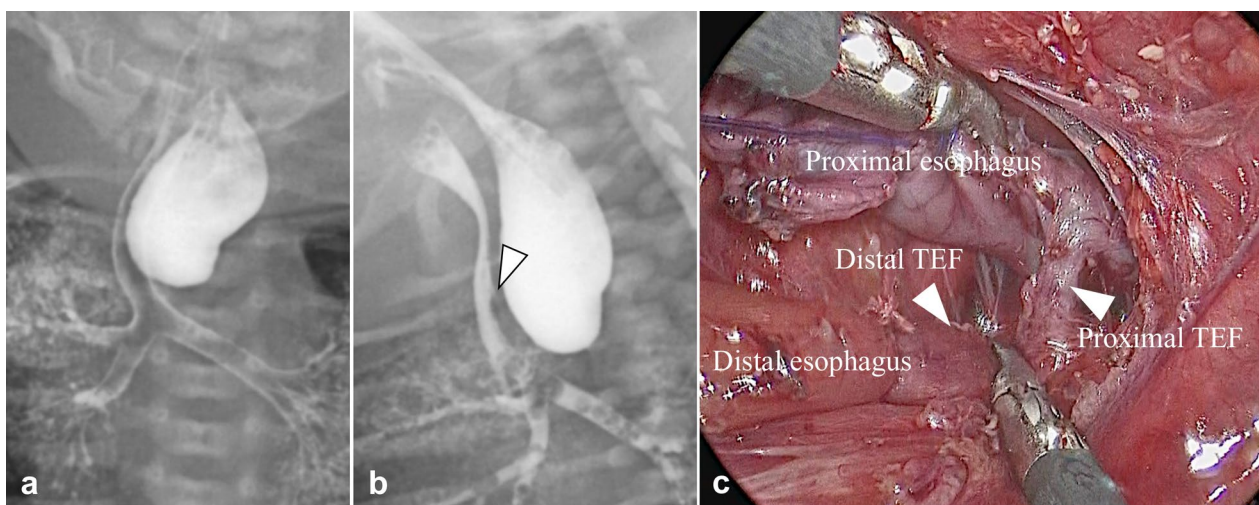 Proximal esophagus
Distal TEF
Proximal TEF
Distal esophagus
a
b
c